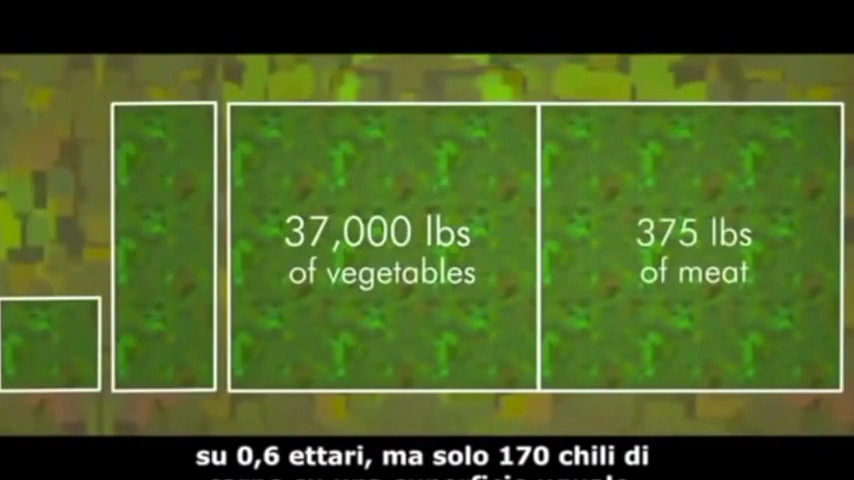 37,000 lbs
of vegetables
375 lbs
of meat
su 0,6 ettari, ma solo 170 chili di